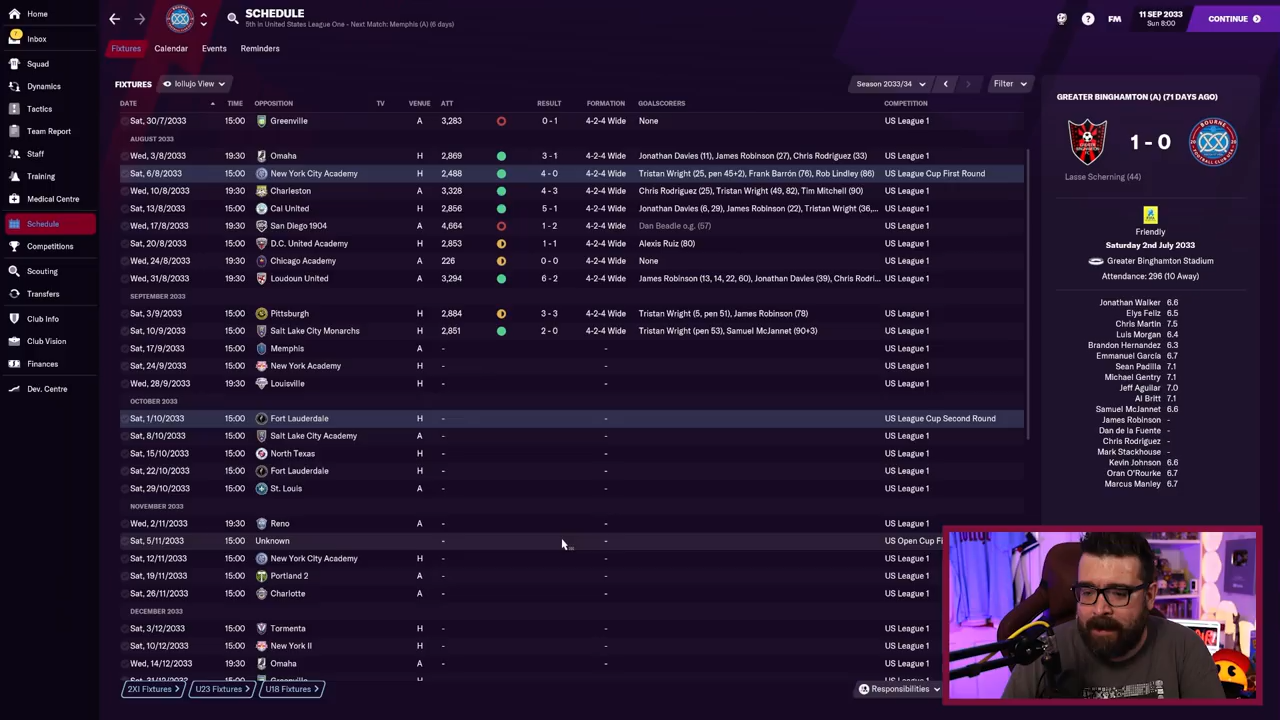 Home
Inbox
Squad
Dynamics
Tactics
Team Report
Staff
Training
Medical Centre
Schedule
Competitions
Scouting
Transfers
Club Info
Club Vision
Finances
Dev. Centre
SCHEDULE
5th in United States League One - Next Match: Memphis (A) (6 days)
FM
11 SEP 2033
Sun 8:00
CONTINUE
Fixtures Calendar Events Reminders
FIXTURES lollujo View Season 2033/34 Filter
DATE TIME OPPOSITION TV VENUE ATT RESULT FORMATION GOALSCORERS COMPETITION
Sat, 30/7/2033 15:00 Greenville A 3,283 0 - 1 4-2-4 Wide None US League 1
AUGUST 2033
Wed, 3/8/2033 19:30 Omaha H 2,869 3 - 1 4-2-4 Wide Jonathan Davies (11), James Robinson (27), Chris Rodriguez (33) US League 1
Sat, 6/8/2033 15:00 New York City Academy H 2,488 4 - 0 4-2-4 Wide Tristan Wright (25, pen 45+2), Frank Barrón (76), Rob Lindley (86) US League Cup First Round
Wed, 10/8/2033 19:30 Charleston A 3,328 4 - 3 4-2-4 Wide Chris Rodriguez (25), Tristan Wright (49, 82), Tim Mitchell (90) US League 1
Sat, 13/8/2033 15:00 Cal United H 2,856 5 - 1 4-2-4 Wide Jonathan Davies (6, 29), James Robinson (22), Tristan Wright (36,... US League 1
Wed, 17/8/2033 19:30 San Diego 1904 A 4,664 1 - 2 4-2-4 Wide Dan Beadle o.g. (57) US League 1
Sat, 20/8/2033 15:00 D.C. United Academy H 2,853 1 - 1 4-2-4 Wide Alexis Ruiz (80) US League 1
Wed, 24/8/2033 19:30 Chicago Academy A 226 0 - 0 4-2-4 Wide None US League 1
Wed, 31/8/2033 19:30 Loudoun United A 3,294 6 - 2 4-2-4 Wide James Robinson (13, 14, 22, 60), Jonathan Davies (39), Chris Rodri... US League 1
SEPTEMBER 2033
Sat, 3/9/2033 15:00 Pittsburgh H 2,884 3 - 3 4-2-4 Wide Tristan Wright (5, pen 51), James Robinson (78) US League 1
Sat, 10/9/2033 15:00 Salt Lake City Monarchs H 2,851 2 - 0 4-2-4 Wide Tristan Wright (pen 53), Samuel McJannet (90+3) US League 1
Sat, 17/9/2033 15:00 Memphis A - - US League 1
Sat, 24/9/2033 15:00 New York Academy H - - US League 1
Wed, 28/9/2033 19:30 Louisville H - - US League 1
OCTOBER 2033
Sat, 1/10/2033 15:00 Fort Lauderdale H - - US League Cup Second Round
Sat, 8/10/2033 15:00 Salt Lake City Academy A - - US League 1
Sat, 15/10/2033 15:00 North Texas H - - US League 1
Sat, 22/10/2033 15:00 Fort Lauderdale H - - US League 1
Sat, 29/10/2033 15:00 St. Louis A - - US League 1
NOVEMBER 2033
Wed, 2/11/2033 19:30 Reno A - - US League 1
Sat, 5/11/2033 15:00 Unknown - - US Open Cup Fi
Sat, 12/11/2033 15:00 New York City Academy H - - US League 1
Sat, 19/11/2033 15:00 Portland 2 A - - US League 1
Sat, 26/11/2033 15:00 Charlotte A - - US League 1
DECEMBER 2033
Sat, 3/12/2033 15:00 Tormenta H - - US League 1
Sat, 10/12/2033 15:00 New York II H - - US League 1
Wed, 14/12/2033 19:30 Omaha A - - US League 1
2XI Fixtures U23 Fixtures U18 Fixtures Responsibilities
GREATER BINGHAMTON (A) (71 DAYS AGO)
1 - 0
Lasse Scherning (44)
Friendly
Saturday 2nd July 2033
Greater Binghamton Stadium
Attendance: 296 (10 Away)
Jonathan Walker 6.6
Elys Feliz 6.5
Chris Martin 7.5
Luis Morgan 6.4
Brandon Hernandez 6.3
Emmanuel García 6.7
Sean Padilla 7.1
Michael Gentry 7.1
Jeff Aguilar 7.0
Al Britt 7.1
Samuel McJannet 6.6
James Robinson -
Dan de la Fuente -
Chris Rodriguez -
Mark Stackhouse -
Kevin Johnson 6.6
Oran O'Rourke 6.7
Marcus Manley 6.7